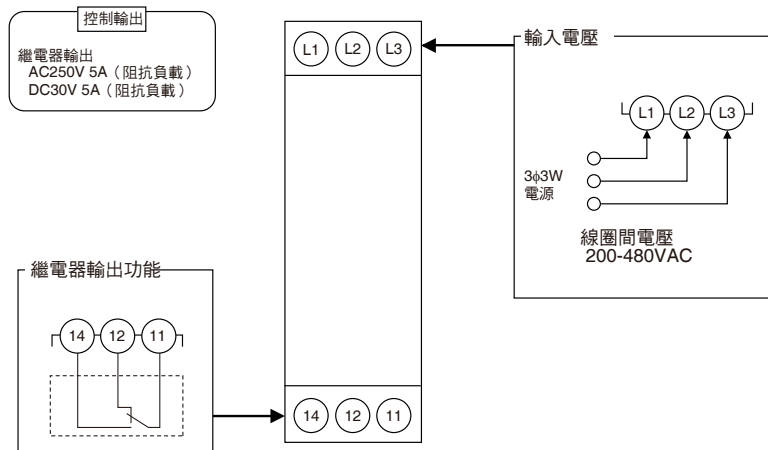 控制輸出
繼電器輸出
AC250V 5A（阻抗負載）
DC30V 5A（阻抗負載）
L1 L2 L3
輸入電壓
L1 L2 L3
3ϕ3W
電源
線圈間電壓
200-480VAC
繼電器輸出功能
14 12 11
14 12 11